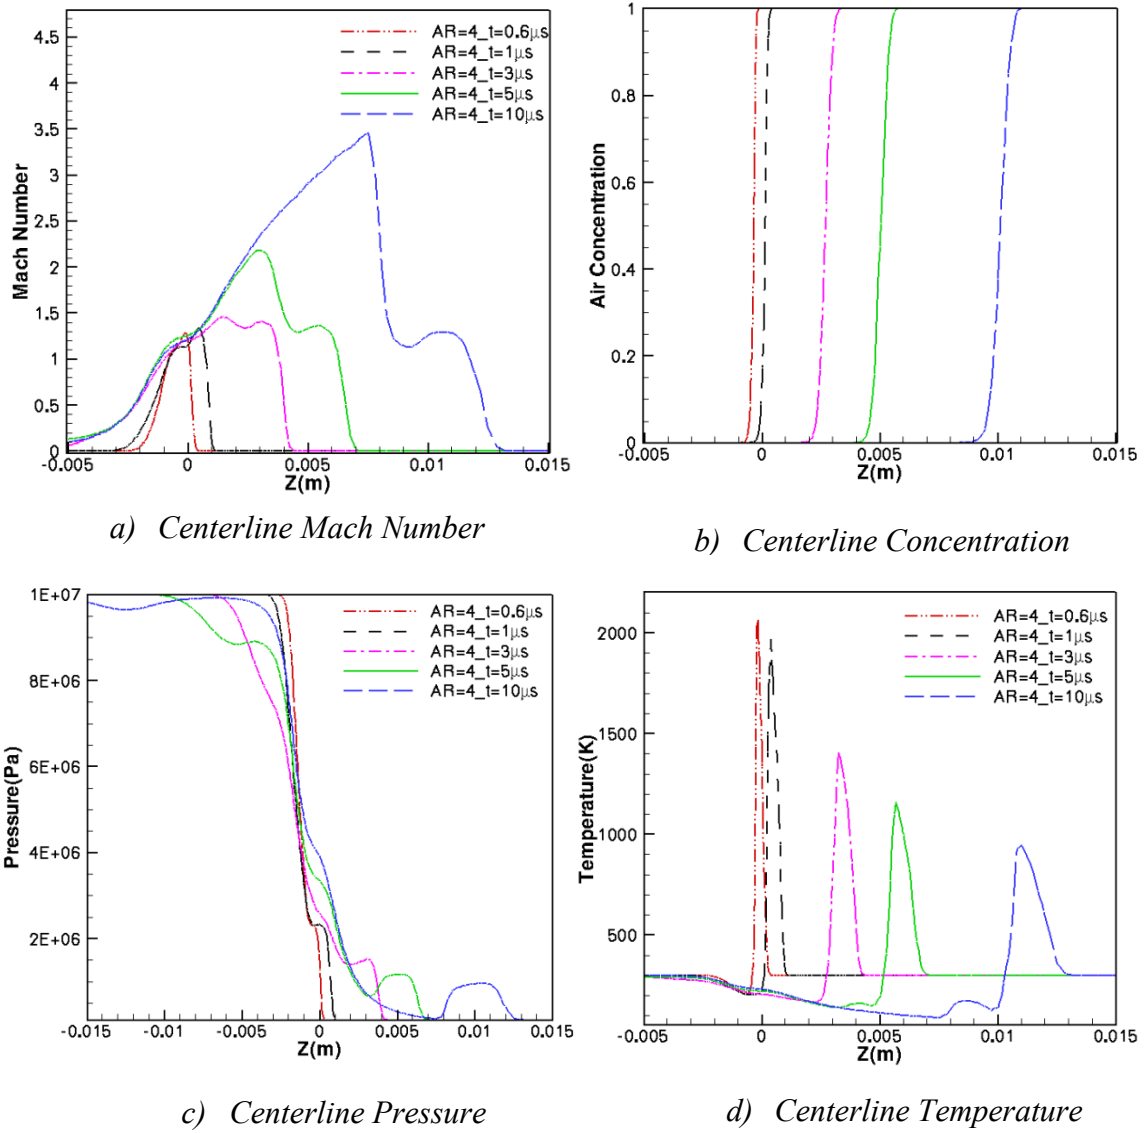 4.5
4
3.5
3
2.5
2
1.5
1
0.5
0
Mach Number
-0.005 0 0.005 0.01 0.015
Z(m)
AR=4_t=0.6μs
AR=4_t=1μs
AR=4_t=3μs
AR=4_t=5μs
AR=4_t=10μs
a) Centerline Mach Number
1
0.8
0.6
0.4
0.2
0
Air Concentration
-0.005 0 0.005 0.01 0.015
Z(m)
b) Centerline Concentration
1E+07
8E+06
6E+06
4E+06
2E+06
Pressure(Pa)
-0.015 -0.01 -0.005 0 0.005 0.01 0.015
Z(m)
AR=4_t=0.6μs
AR=4_t=1μs
AR=4_t=3μs
AR=4_t=5μs
AR=4_t=10μs
c) Centerline Pressure
2000
1500
1000
500
Temperature(K)
-0.005 0 0.005 0.01 0.015
Z(m)
AR=4_t=0.6μs
AR=4_t=1μs
AR=4_t=3μs
AR=4_t=5μs
AR=4_t=10μs
d) Centerline Temperature